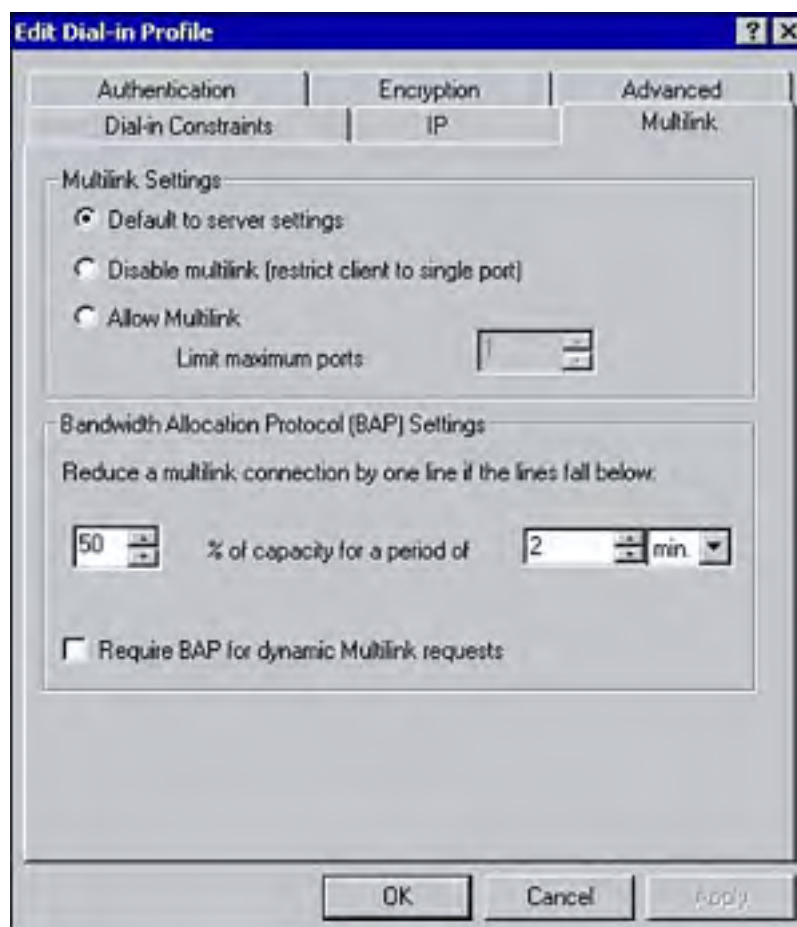 Edit Dial-in Profile
Authentication Encryption Advanced
Dial-in Constraints IP Multilink
Multilink Settings
Default to server settings
Disable multilink (restrict client to single port)
Allow Multilink
Limit maximum ports 1
Bandwidth Allocation Protocol (BAP) Settings
Reduce a multilink connection by one line if the lines fall below:
50 % of capacity for a period of 2 min.
Require BAP for dynamic Multilink requests
OK Cancel Apply